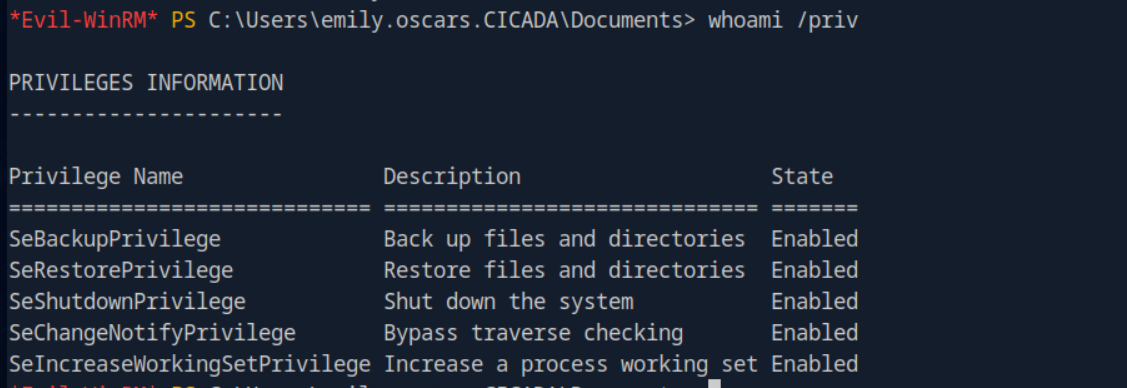 *Evil-WinRM* PS C:\Users\emily.oscars.CICADA\Documents> whoami /priv
PRIVILEGES INFORMATION
----------------------
Privilege Name                Description                    State
============================= ============================== =======
SeBackupPrivilege             Back up files and directories  Enabled
SeRestorePrivilege            Restore files and directories  Enabled
SeShutdownPrivilege           Shut down the system           Enabled
SeChangeNotifyPrivilege       Bypass traverse checking       Enabled
SeIncreaseWorkingSetPrivilege Increase a process working set Enabled